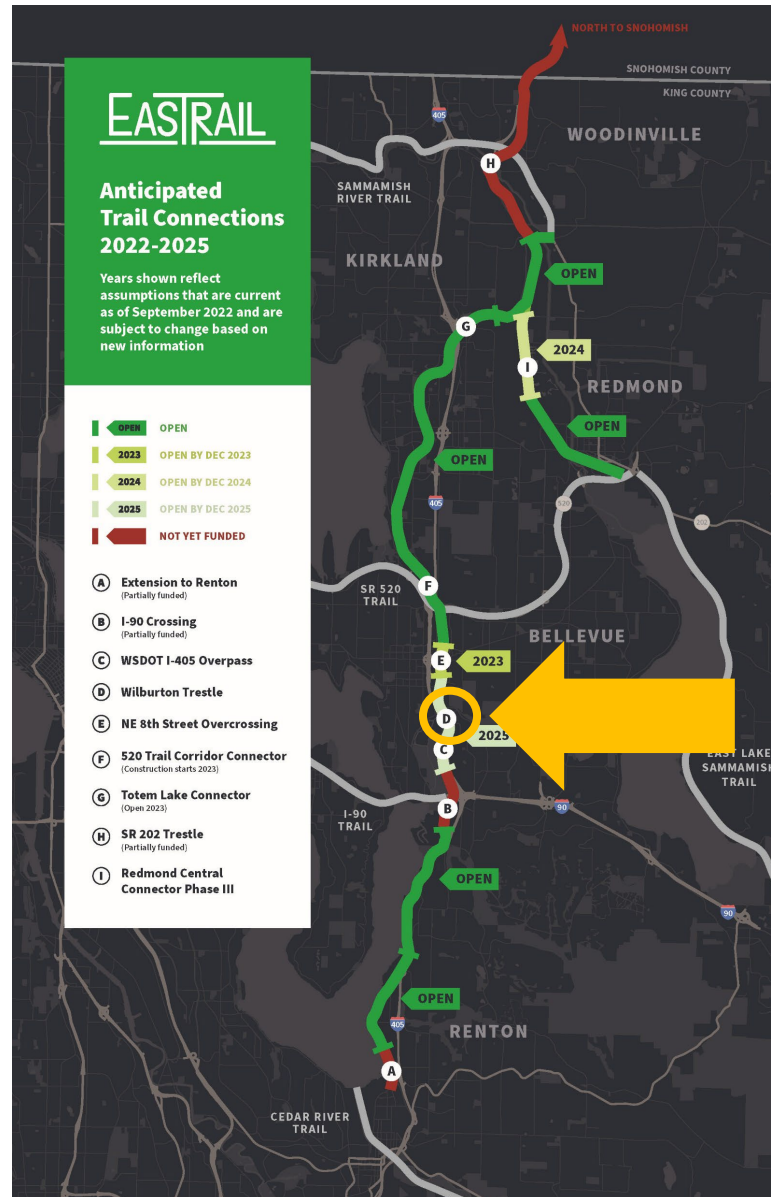 EASTRAIL
Anticipated
Trail Connections
2022-2025
Years shown reflect
assumptions that are current
as of September 2022 and are
subject to change based on
new information
OPEN OPEN
2023 OPEN BY DEC 2023
2024 OPEN BY DEC 2024
2025 OPEN BY DEC 2025
NOT YET FUNDED
A Extension to Renton
(Partially funded)
B I-90 Crossing
(Partially funded)
C WSDOT I-405 Overpass
D Wilburton Trestle
E NE 8th Street Overcrossing
F 520 Trail Corridor Connector
(Construction starts 2023)
G Totem Lake Connector
(Open 2023)
H SR 202 Trestle
(Partially funded)
I Redmond Central
Connector Phase III
NORTH TO SNOHOMISH
SNOHOMISH COUNTY
KING COUNTY
405
WOODINVILLE
H
SAMMAMISH
RIVER TRAIL
KIRKLAND
OPEN
G
2024
I
REDMOND
OPEN
OPEN
405
520
202
F
SR 520
TRAIL
BELLEVUE
E
2023
D
2025
C
EAST LAKE
SAMMAMISH
TRAIL
B
90
I-90
TRAIL
OPEN
90
OPEN
405
RENTON
A
CEDAR RIVER
TRAIL